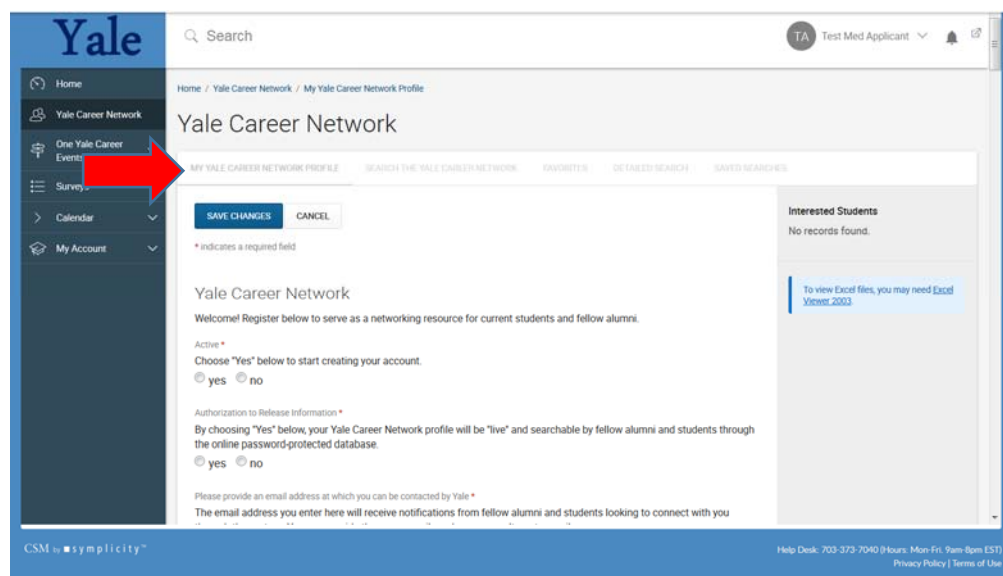 Yale
Search
TA Test Med Applicant
Home
Yale Career Network
One Yale Career
Events
Surveys
Calendar
My Account
Home / Yale Career Network / My Yale Career Network Profile
Yale Career Network
MY YALE CAREER NETWORK PROFILE SEARCH THE YALE CAREER NETWORK FAVORITES DETAILED SEARCH SAVED SEARCHES
SAVE CHANGES CANCEL
* indicates a required field
Interested Students
No records found.
To view Excel files, you may need Excel
Viewer 2003.
Yale Career Network
Welcome! Register below to serve as a networking resource for current students and fellow alumni.
Active *
Choose "Yes" below to start creating your account.
yes no
Authorization to Release Information *
By choosing "Yes" below, your Yale Career Network profile will be "live" and searchable by fellow alumni and students through
the online password-protected database.
yes no
Please provide an email address at which you can be contacted by Yale *
The email address you enter here will receive notifications from fellow alumni and students looking to connect with you
CSM by symplicity™
Help Desk: 703-373-7040 (Hours: Mon-Fri. 9am-8pm EST)
Privacy Policy | Terms of Use